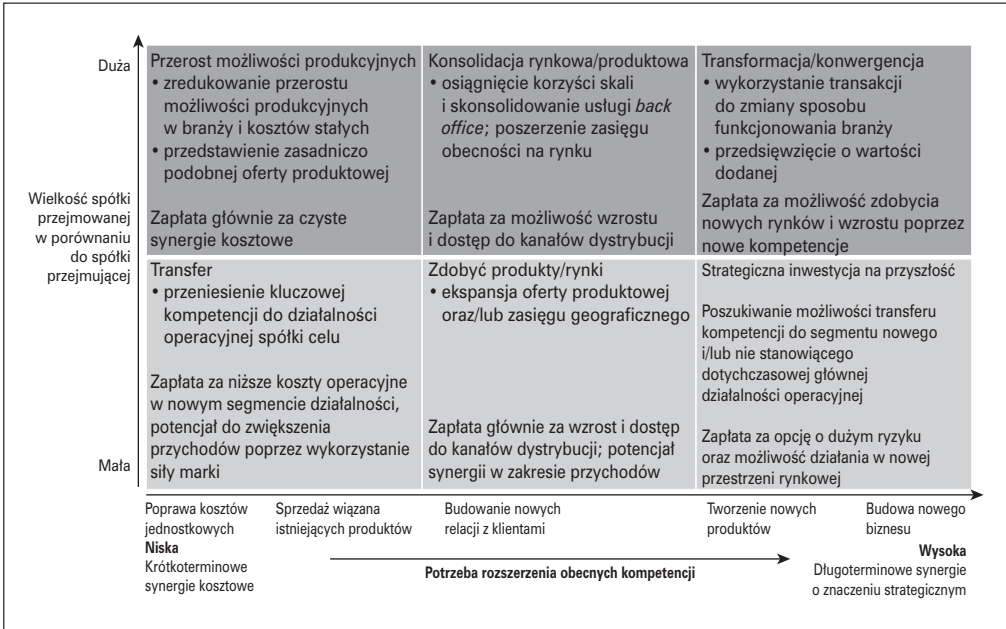 Duża
Wielkość spółki
przejmowanej
w porównaniu
do spółki
przejmującej
Mała
Przerost możliwości produkcyjnych
• zredukowanie przerostu
możliwości produkcyjnych
w branży i kosztów stałych
• przedstawienie zasadniczo
podobnej oferty produktowej
Zapłata głównie za czyste
synergie kosztowe
Konsolidacja rynkowa/produktowa
• osiągnięcie korzyści skali
i skonsolidowanie usługi back
office; poszerzenie zasięgu
obecności na rynku
Zapłata za możliwość wzrostu
i dostęp do kanałów dystrybucji
Transformacja/konwergencja
• wykorzystanie transakcji
do zmiany sposobu
funkcjonowania branży
• przedsięwzięcie o wartości
dodanej
Zapłata za możliwość zdobycia
nowych rynków i wzrostu poprzez
nowe kompetencje
Transfer
• przeniesienie kluczowej
kompetencji do działalności
operacyjnej spółki celu
Zapłata za niższe koszty operacyjne
w nowym segmencie działalności,
potencjał do zwiększenia
przychodów poprzez wykorzystanie
siły marki
Zdobyć produkty/rynki
• ekspansja oferty produktowej
oraz/lub zasięgu geograficznego
Zapłata głównie za wzrost i dostęp
do kanałów dystrybucji; potencjał
synergii w zakresie przychodów
Strategiczna inwestycja na przyszłość
Poszukiwanie możliwości transferu
kompetencji do segmentu nowego
i/lub nie stanowiącego
dotychczasowej głównej
działalności operacyjnej
Zapłata za opcję o dużym ryzyku
oraz możliwość działania w nowej
przestrzeni rynkowej
Poprawa kosztów
jednostkowych
Sprzedaż wiązana
istniejących produktów
Budowanie nowych
relacji z klientami
Tworzenie nowych
produktów
Budowa nowego
biznesu
Niska
Krótkoterminowe
synergie kosztowe
Potrzeba rozszerzenia obecnych kompetencji
Wysoka
Długoterminowe synergie
o znaczeniu strategicznym